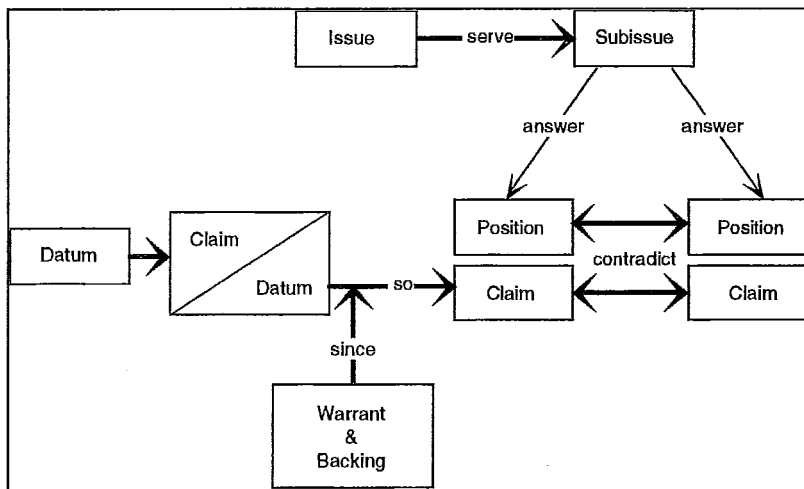 Issue
serve
Subissue
answer
answer
Position
Position
Claim
Datum
contradict
Datum
so
Claim
Claim
since
Warrant
&
Backing